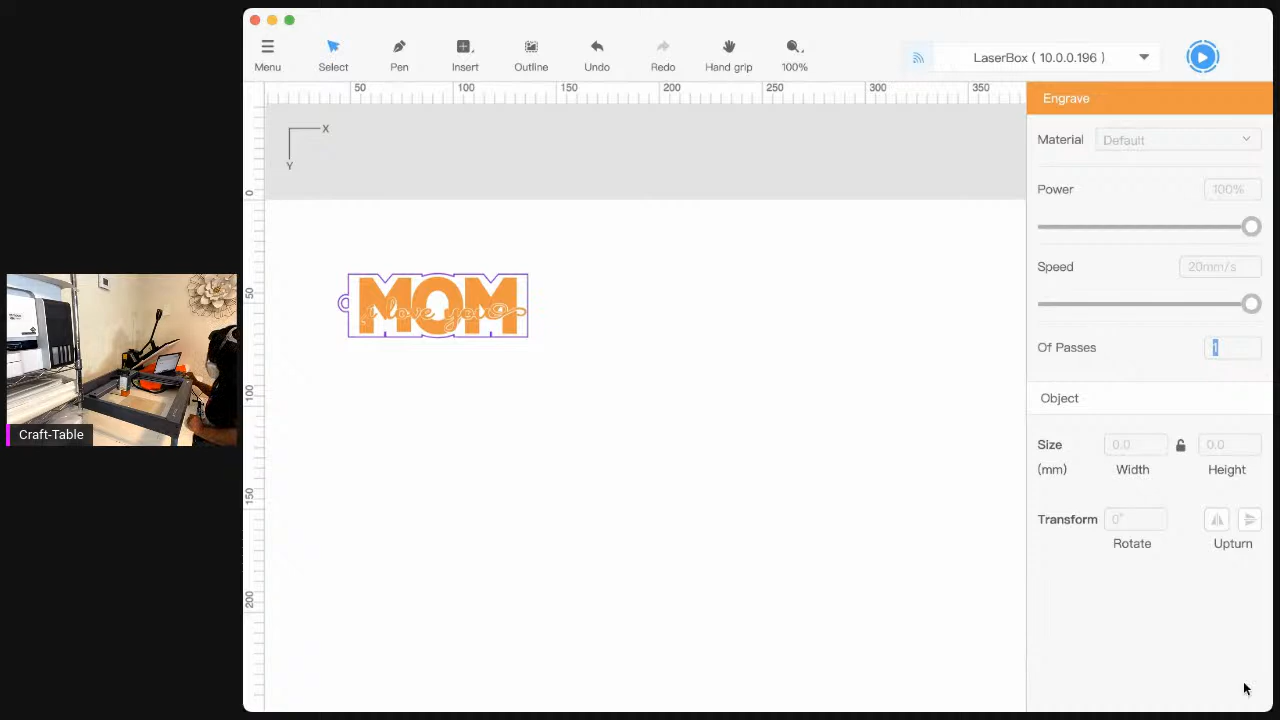 Menu
Select
Pen
Insert
Outline
Undo
Redo
Hand grip
100%
LaserBox ( 10.0.0.196 )
50
100
150
200
250
300
350
X
Y
0
50
100
150
200
MOM
i love you
Craft-Table
Engrave
Material
Default
Power
100%
Speed
20mm/s
Of Passes
1
Object
Size
0.0
0.0
(mm)
Width
Height
Transform
0°
Rotate
Upturn